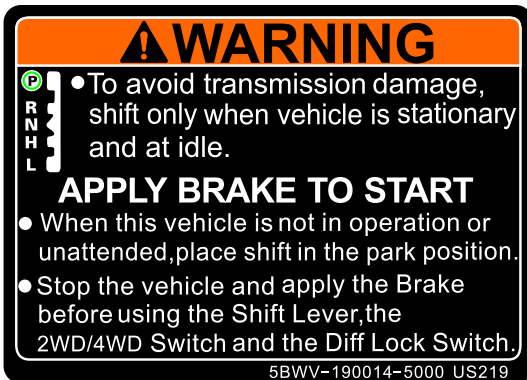 WARNING
P
R
N
H
L
●To avoid transmission damage,
shift only when vehicle is stationary
and at idle.
APPLY BRAKE TO START
● When this vehicle is not in operation or
unattended,place shift in the park position.
●Stop the vehicle and apply the Brake
before using the Shift Lever,the
2WD/4WD Switch and the Diff Lock Switch.
5BWV-190014-5000 US219